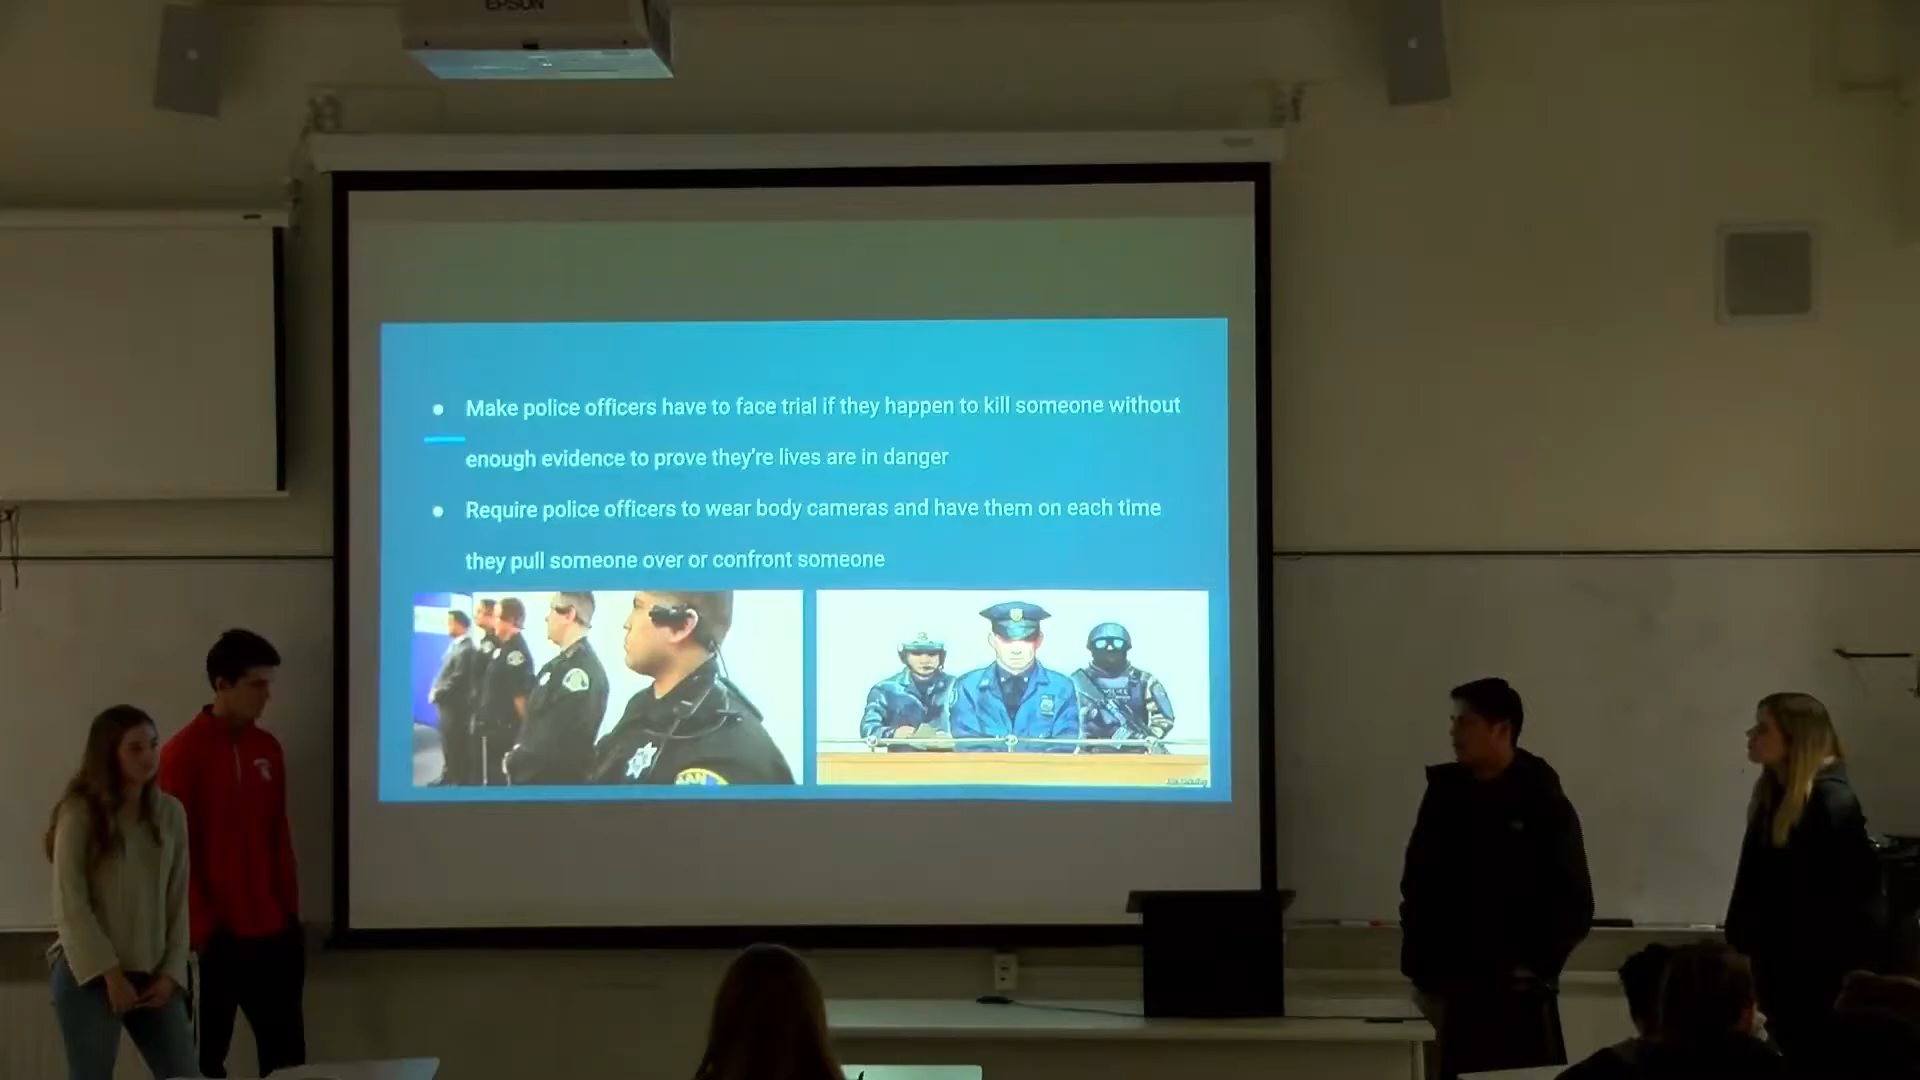 EPSON
● Make police officers have to face trial if they happen to kill someone without
enough evidence to prove they're lives are in danger
● Require police officers to wear body cameras and have them on each time
they pull someone over or confront someone